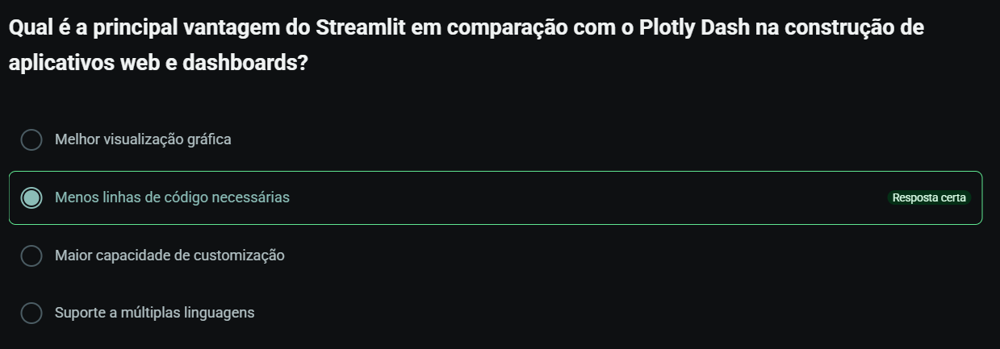 Qual é a principal vantagem do Streamlit em comparação com o Plotly Dash na construção de
aplicativos web e dashboards?
Melhor visualização gráfica
Menos linhas de código necessárias
Resposta certa
Maior capacidade de customização
Suporte a múltiplas linguagens